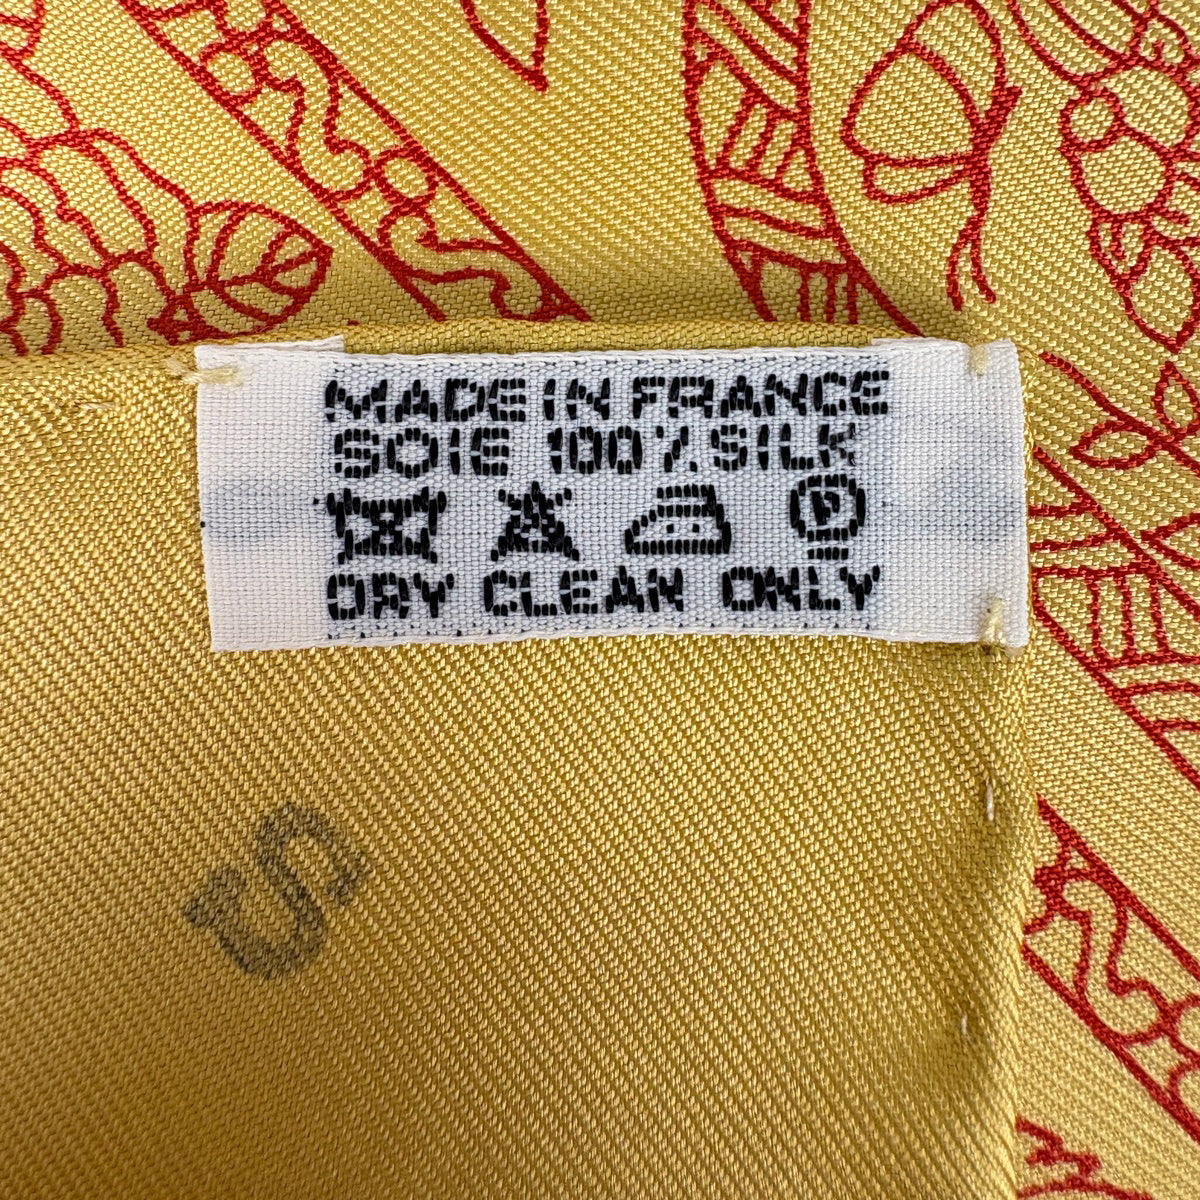 MADE IN FRANCE
SOIE 100% SILK
P
DRY CLEAN ONLY
S